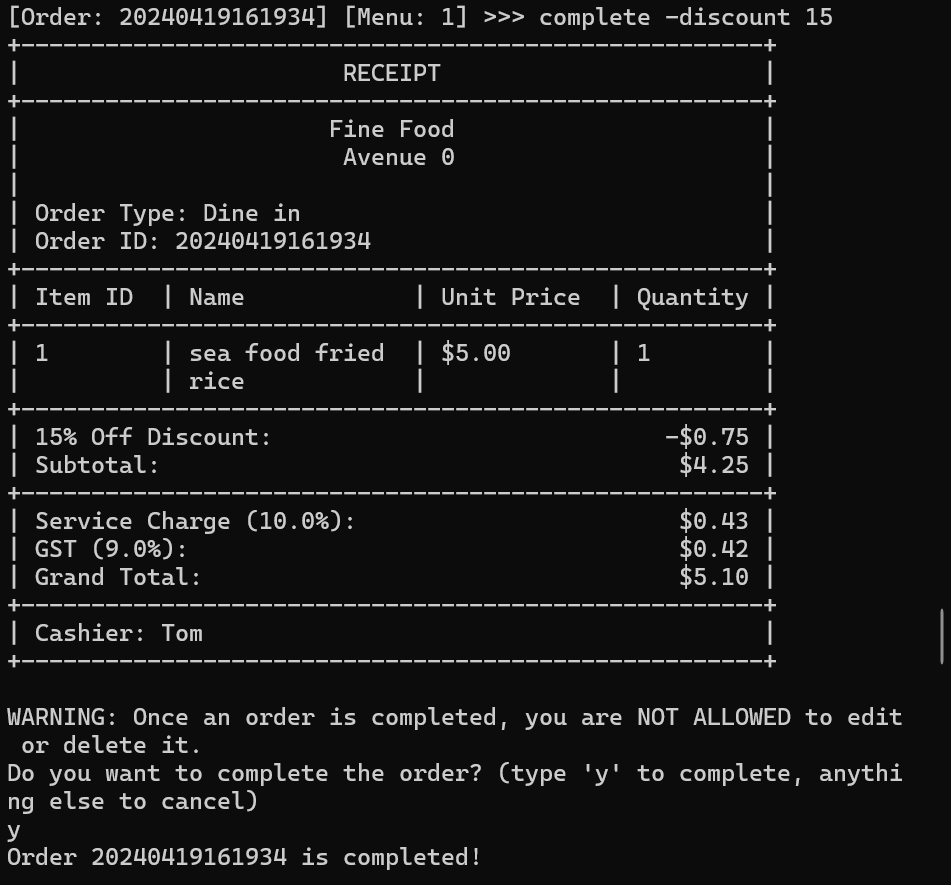 [Order: 20240419161934] [Menu: 1] >>> complete -discount 15
+-----------------------------------------------------+
|                       RECEIPT                       |
+-----------------------------------------------------+
|                      Fine Food                      |
|                       Avenue 0                      |
|                                                     |
| Order Type: Dine in                                 |
| Order ID: 20240419161934                            |
+-----------------------------------------------------+
| Item ID  | Name            | Unit Price  | Quantity |
+-----------------------------------------------------+
| 1        | sea food fried  | $5.00       | 1        |
|          | rice            |             |          |
+-----------------------------------------------------+
| 15% Off Discount:                            -$0.75 |
| Subtotal:                                     $4.25 |
+-----------------------------------------------------+
| Service Charge (10.0%):                       $0.43 |
| GST (9.0%):                                   $0.42 |
| Grand Total:                                  $5.10 |
+-----------------------------------------------------+
| Cashier: Tom                                        |
+-----------------------------------------------------+
WARNING: Once an order is completed, you are NOT ALLOWED to edit
 or delete it.
Do you want to complete the order? (type 'y' to complete, anythi
ng else to cancel)
y
Order 20240419161934 is completed!